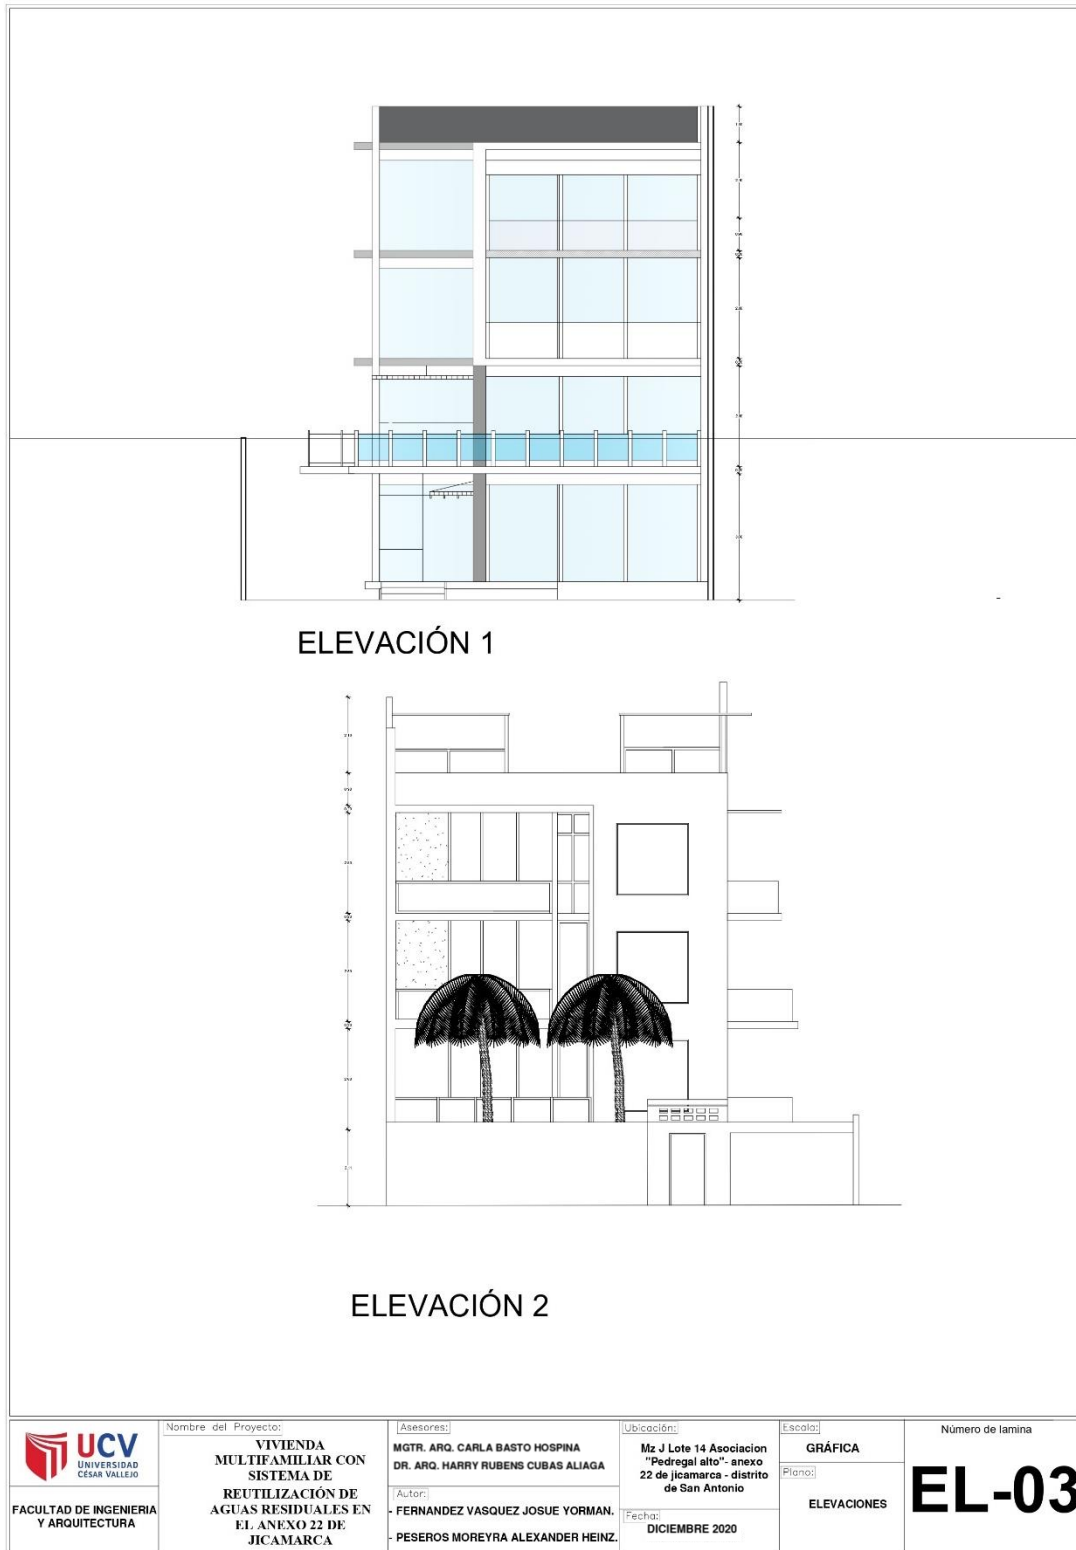 ELEVACIÓN 1
ELEVACIÓN 2
UCV
UNIVERSIDAD
CÉSAR VALLEJO
FACULTAD DE INGENIERIA
Y ARQUITECTURA
Nombre del Proyecto:
VIVIENDA
MULTIFAMILIAR CON
SISTEMA DE
REUTILIZACIÓN DE
AGUAS RESIDUALES EN
EL ANEXO 22 DE
JICAMARCA
Asesores:
MGTR. ARQ. CARLA BASTO HOSPINA
DR. ARQ. HARRY RUBENS CUBAS ALIAGA
Autor:
- FERNANDEZ VASQUEZ JOSUE YORMAN.
- PESEROS MOREYRA ALEXANDER HEINZ.
Ubicación:
Mz J Lote 14 Asociacion
"Pedregal alto"- anexo
22 de jicamarca - distrito
de San Antonio
Fecha:
DICIEMBRE 2020
Escala:
GRÁFICA
Plano:
ELEVACIONES
Número de lamina
EL-03